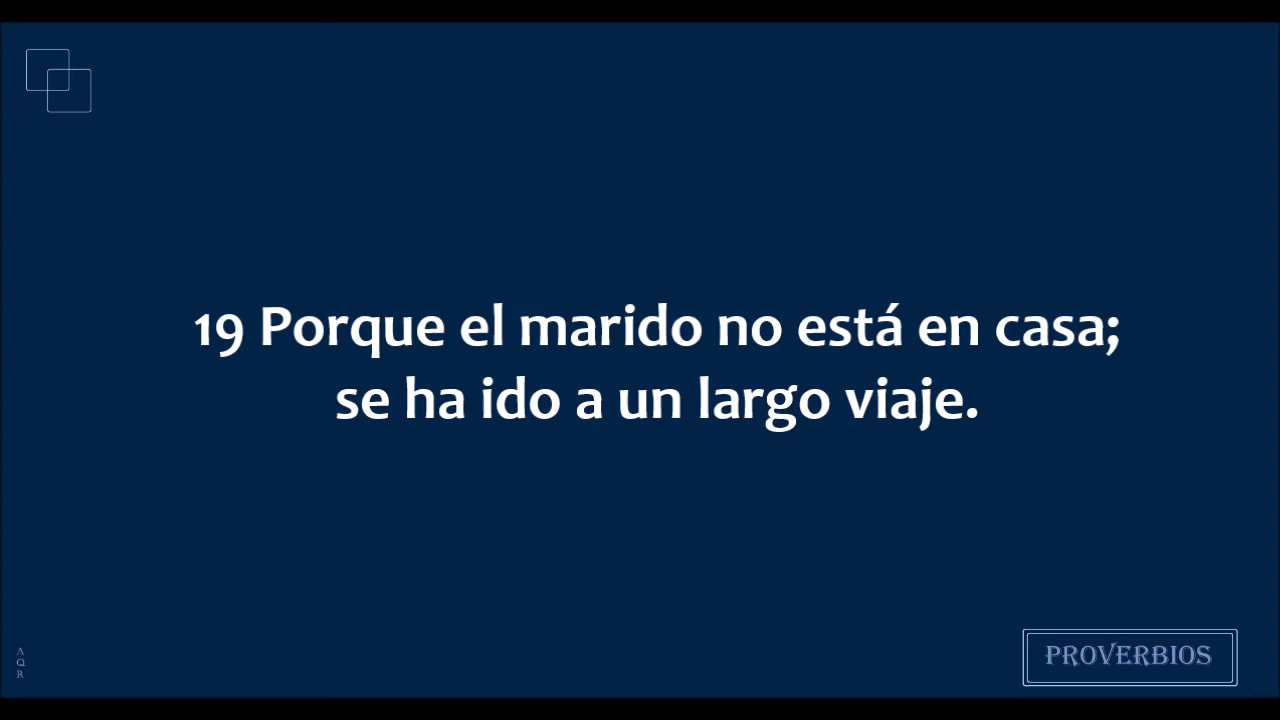 19 Porque el marido no está en casa;
se ha ido a un largo viaje.
PROVERBIOS
A
Q
R